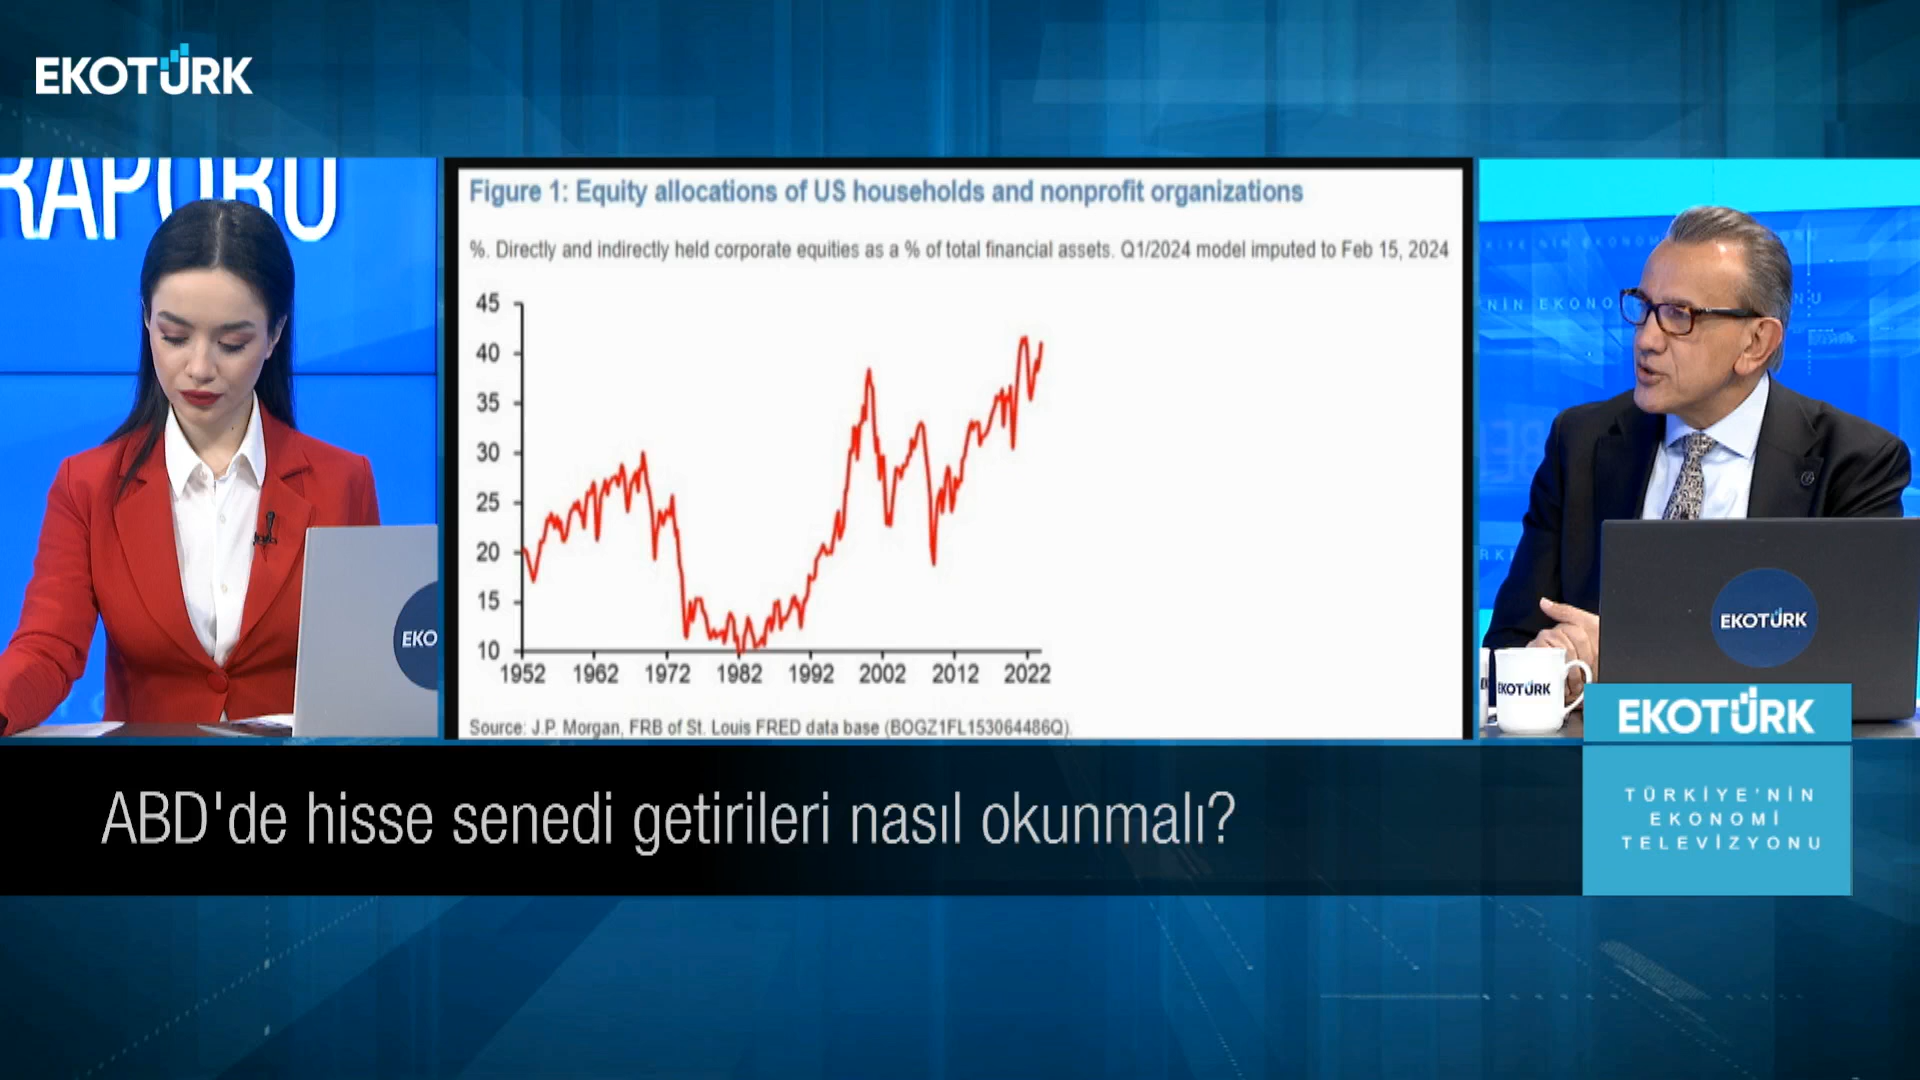 EKOTÜRK
RAPORU
Figure 1: Equity allocations of US households and nonprofit organizations
%. Directly and indirectly held corporate equities as a % of total financial assets. Q1/2024 model imputed to Feb 15, 2024
45
40
35
30
25
20
15
10
1952 1962 1972 1982 1992 2002 2012 2022
Source: J.P. Morgan, FRB of St. Louis FRED data base (BOGZ1FL153064486Q)
EKO
EKOTÜRK
EKOTÜRK
EKOTÜRK
TÜRKİYE'NİN
EKONOMİ
TELEVİZYONU
ABD'de hisse senedi getirileri nasıl okunmalı?